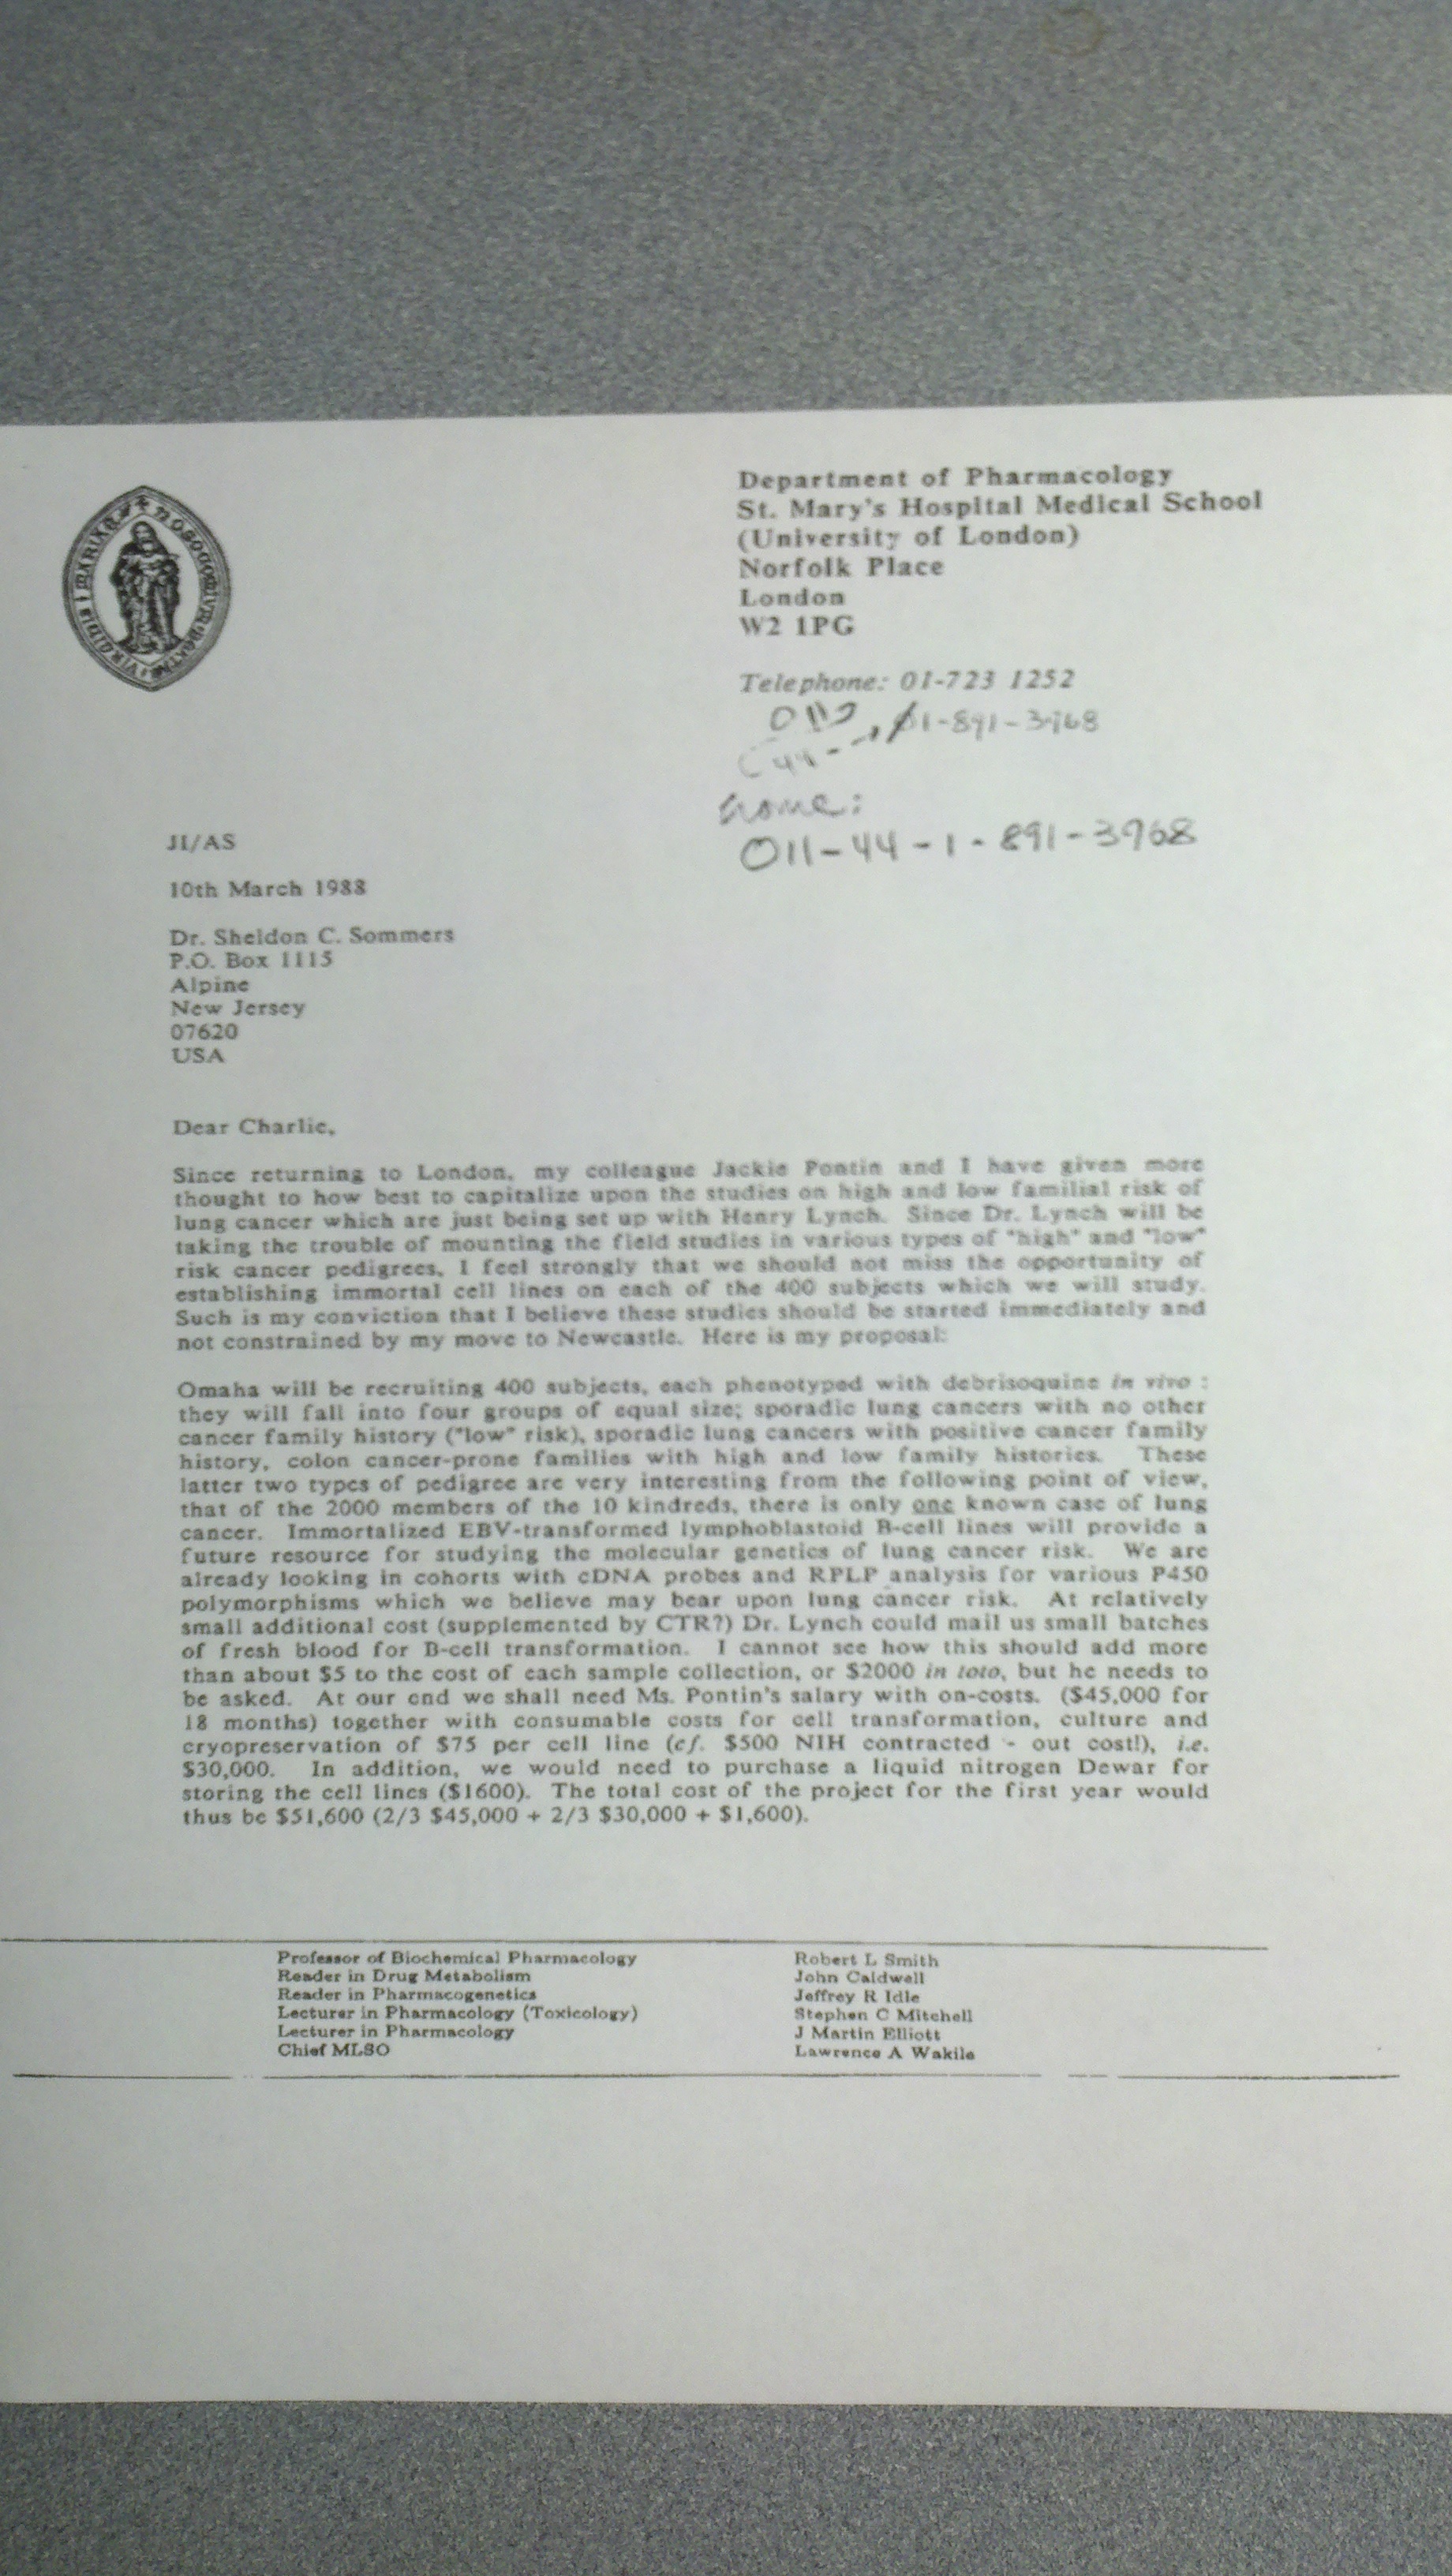 Department of Pharmacology
St. Mary's Hospital Medical School
(University of London)
Norfolk Place
London
W2 1PG
Telephone: 01-723 1252
01-891-3968
home:
011-44-1-891-3968
JI/AS
10th March 1988
Dr. Sheldon C. Sommers
P.O. Box 1115
Alpine
New Jersey
07620
USA
Dear Charlie,
Since returning to London, my colleague Jackie Pontin and I have given more
thought to how best to capitalize upon the studies on high and low familial risk of
lung cancer which are just being set up with Henry Lynch. Since Dr. Lynch will be
taking the trouble of mounting the field studies in various types of "high" and "low"
risk cancer pedigrees, I feel strongly that we should not miss the opportunity of
establishing immortal cell lines on each of the 400 subjects which we will study.
Such is my conviction that I believe these studies should be started immediately and
not constrained by my move to Newcastle. Here is my proposal:
Omaha will be recruiting 400 subjects, each phenotyped with debrisoquine in vivo :
they will fall into four groups of equal size; sporadic lung cancers with no other
cancer family history ("low" risk), sporadic lung cancers with positive cancer family
history, colon cancer-prone families with high and low family histories. These
latter two types of pedigree are very interesting from the following point of view,
that of the 2000 members of the 10 kindreds, there is only one known case of lung
cancer. Immortalized EBV-transformed lymphoblastoid B-cell lines will provide a
future resource for studying the molecular genetics of lung cancer risk. We are
already looking in cohorts with cDNA probes and RPLP analysis for various P450
polymorphisms which we believe may bear upon lung cancer risk. At relatively
small additional cost (supplemented by CTR?) Dr. Lynch could mail us small batches
of fresh blood for B-cell transformation. I cannot see how this should add more
than about $5 to the cost of each sample collection, or $2000 in toto, but he needs to
be asked. At our end we shall need Ms. Pontin's salary with on-costs. ($45,000 for
18 months) together with consumable costs for cell transformation, culture and
cryopreservation of $75 per cell line (cf. $500 NIH contracted - out cost!), i.e.
$30,000. In addition, we would need to purchase a liquid nitrogen Dewar for
storing the cell lines ($1600). The total cost of the project for the first year would
thus be $51,600 (2/3 $45,000 + 2/3 $30,000 + $1,600).
Professor of Biochemical Pharmacology Robert L Smith
Reader in Drug Metabolism John Caldwell
Reader in Pharmacogenetics Jeffrey R Idle
Lecturer in Pharmacology (Toxicology) Stephen C Mitchell
Lecturer in Pharmacology J Martin Elliott
Chief MLSO Lawrence A Wakile